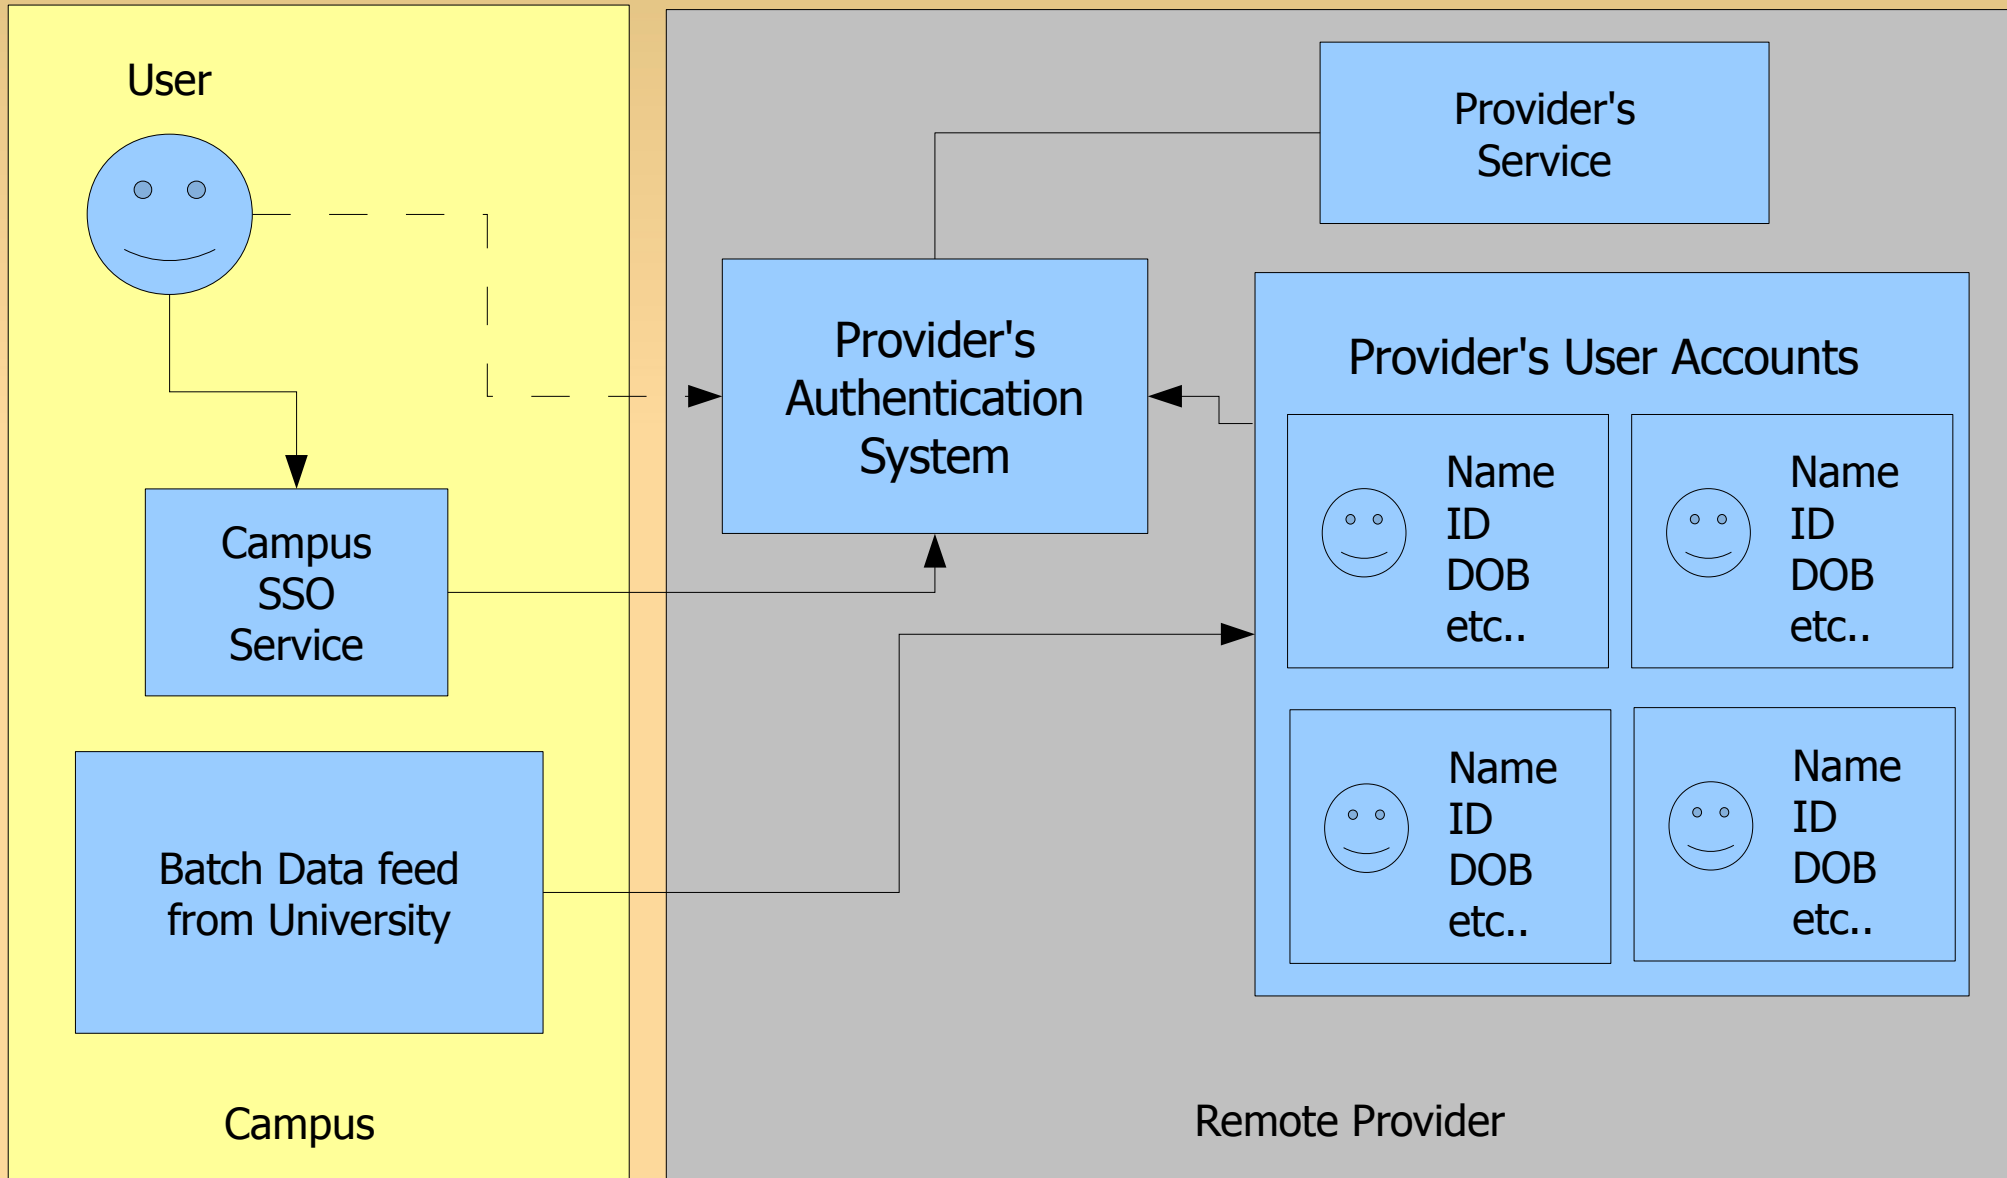 User
Campus
SSO
Service
Batch Data feed
from University
Campus
Provider's
Service
Provider's
Authentication
System
Provider's User Accounts
Name
ID
DOB
etc..
Name
ID
DOB
etc..
Name
ID
DOB
etc..
Name
ID
DOB
etc..
Remote Provider